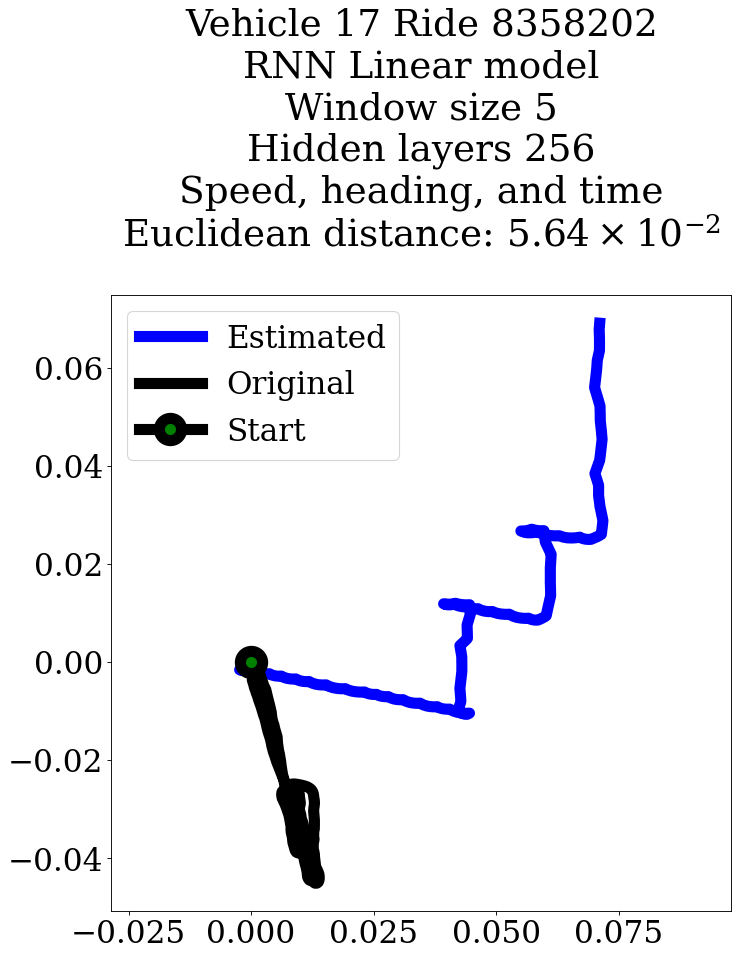 Vehicle 17 Ride 8358202
RNN Linear model
Window size 5
Hidden layers 256
Speed, heading, and time
Euclidean distance: 5.64 × 10⁻²
Estimated
Original
Start
0.06
0.04
0.02
0.00
−0.02
−0.04
−0.025 0.000 0.025 0.050 0.075